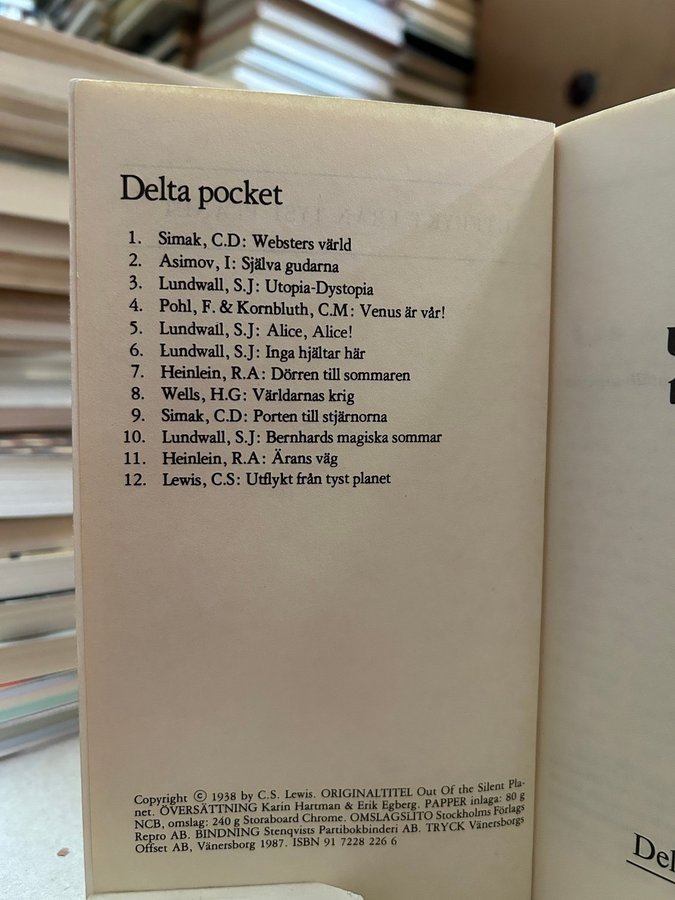 Delta pocket
1. Simak, C.D: Websters värld
2. Asimov, I: Själva gudarna
3. Lundwall, S.J: Utopia-Dystopia
4. Pohl, F. & Kornbluth, C.M: Venus är vår!
5. Lundwall, S.J: Alice, Alice!
6. Lundwall, S.J: Inga hjältar här
7. Heinlein, R.A: Dörren till sommaren
8. Wells, H.G: Världarnas krig
9. Simak, C.D: Porten till stjärnorna
10. Lundwall, S.J: Bernhards magiska sommar
11. Heinlein, R.A: Ärans väg
12. Lewis, C.S: Utflykt från tyst planet
Copyright © 1938 by C.S. Lewis. ORIGINALTITEL Out Of the Silent Pla-
net. ÖVERSÄTTNING Karin Hartman & Erik Egberg. PAPPER inlaga: 80 g
NCB, omslag: 240 g Storaboard Chrome. OMSLAGSLITO Stockholms Förlags
Repro AB. BINDNING Stenqvists Partibokbinderi AB. TRYCK Vänersborgs
Offset AB, Vänersborg 1987. ISBN 91 7228 226 6
Del